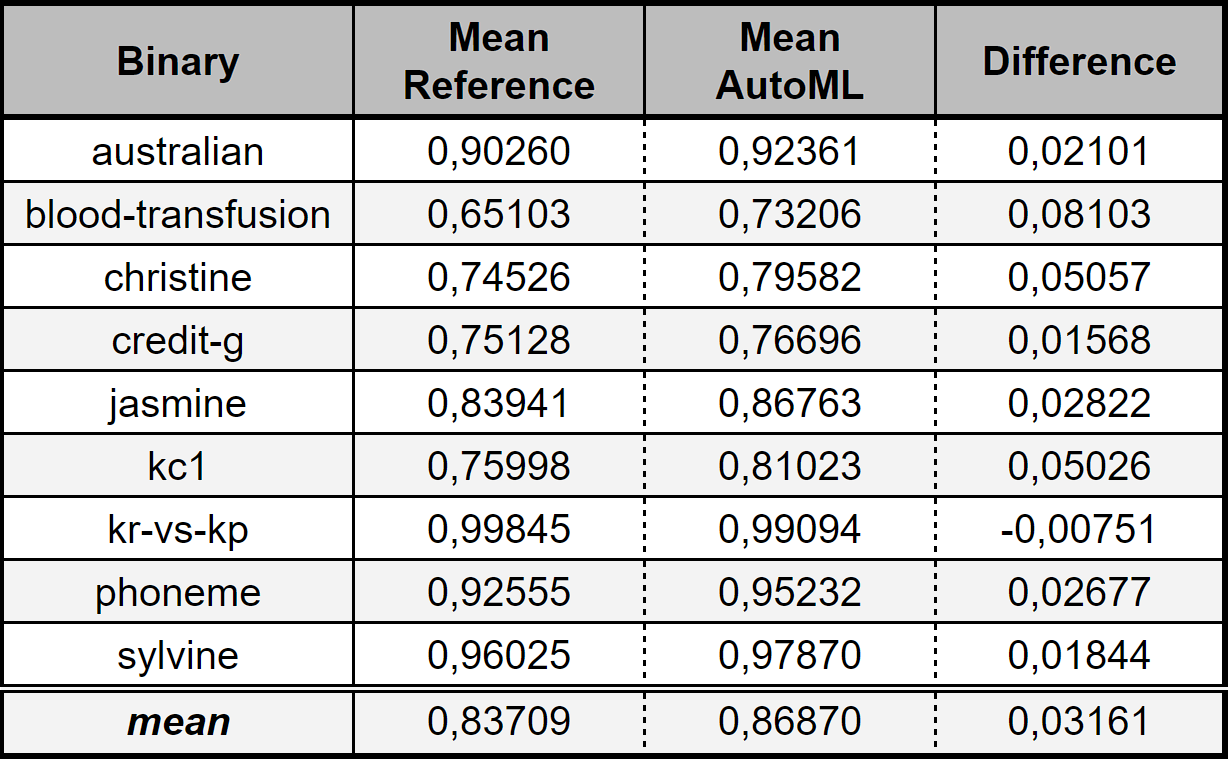 Binary Mean Reference Mean AutoML Difference
australian 0,90260 0,92361 0,02101
blood-transfusion 0,65103 0,73206 0,08103
christine 0,74526 0,79582 0,05057
credit-g 0,75128 0,76696 0,01568
jasmine 0,83941 0,86763 0,02822
kc1 0,75998 0,81023 0,05026
kr-vs-kp 0,99845 0,99094 -0,00751
phoneme 0,92555 0,95232 0,02677
sylvine 0,96025 0,97870 0,01844
mean 0,83709 0,86870 0,03161